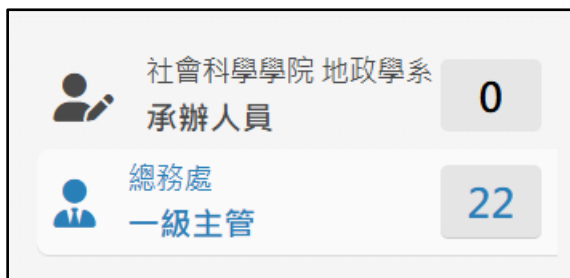 社會科學學院 地政學系
承辦人員
0
總務處
一級主管
22